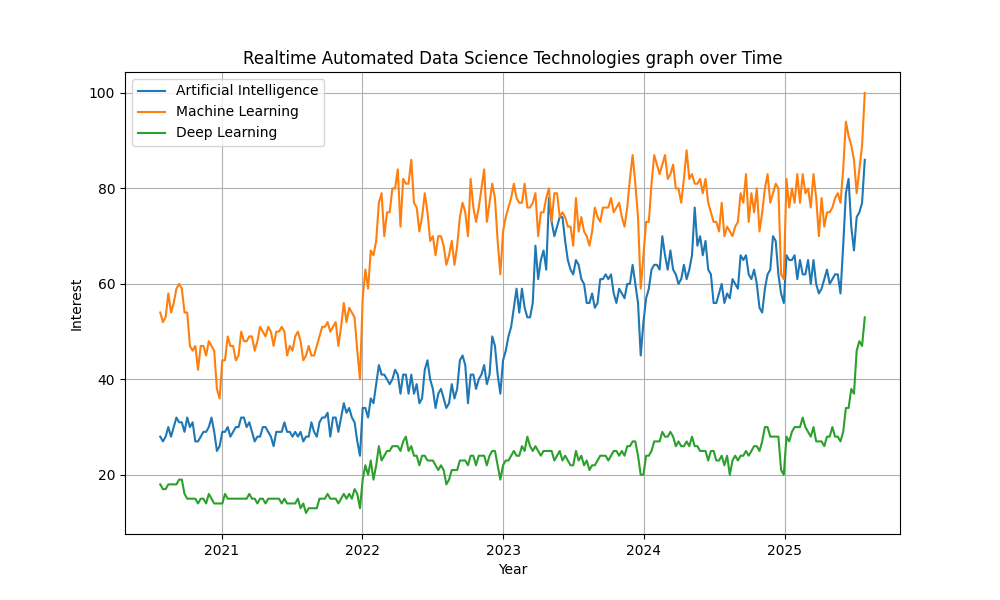 Realtime Automated Data Science Technologies graph over Time
Artificial Intelligence
Machine Learning
Deep Learning
100
80
60
40
20
Interest
2021 2022 2023 2024 2025
Year